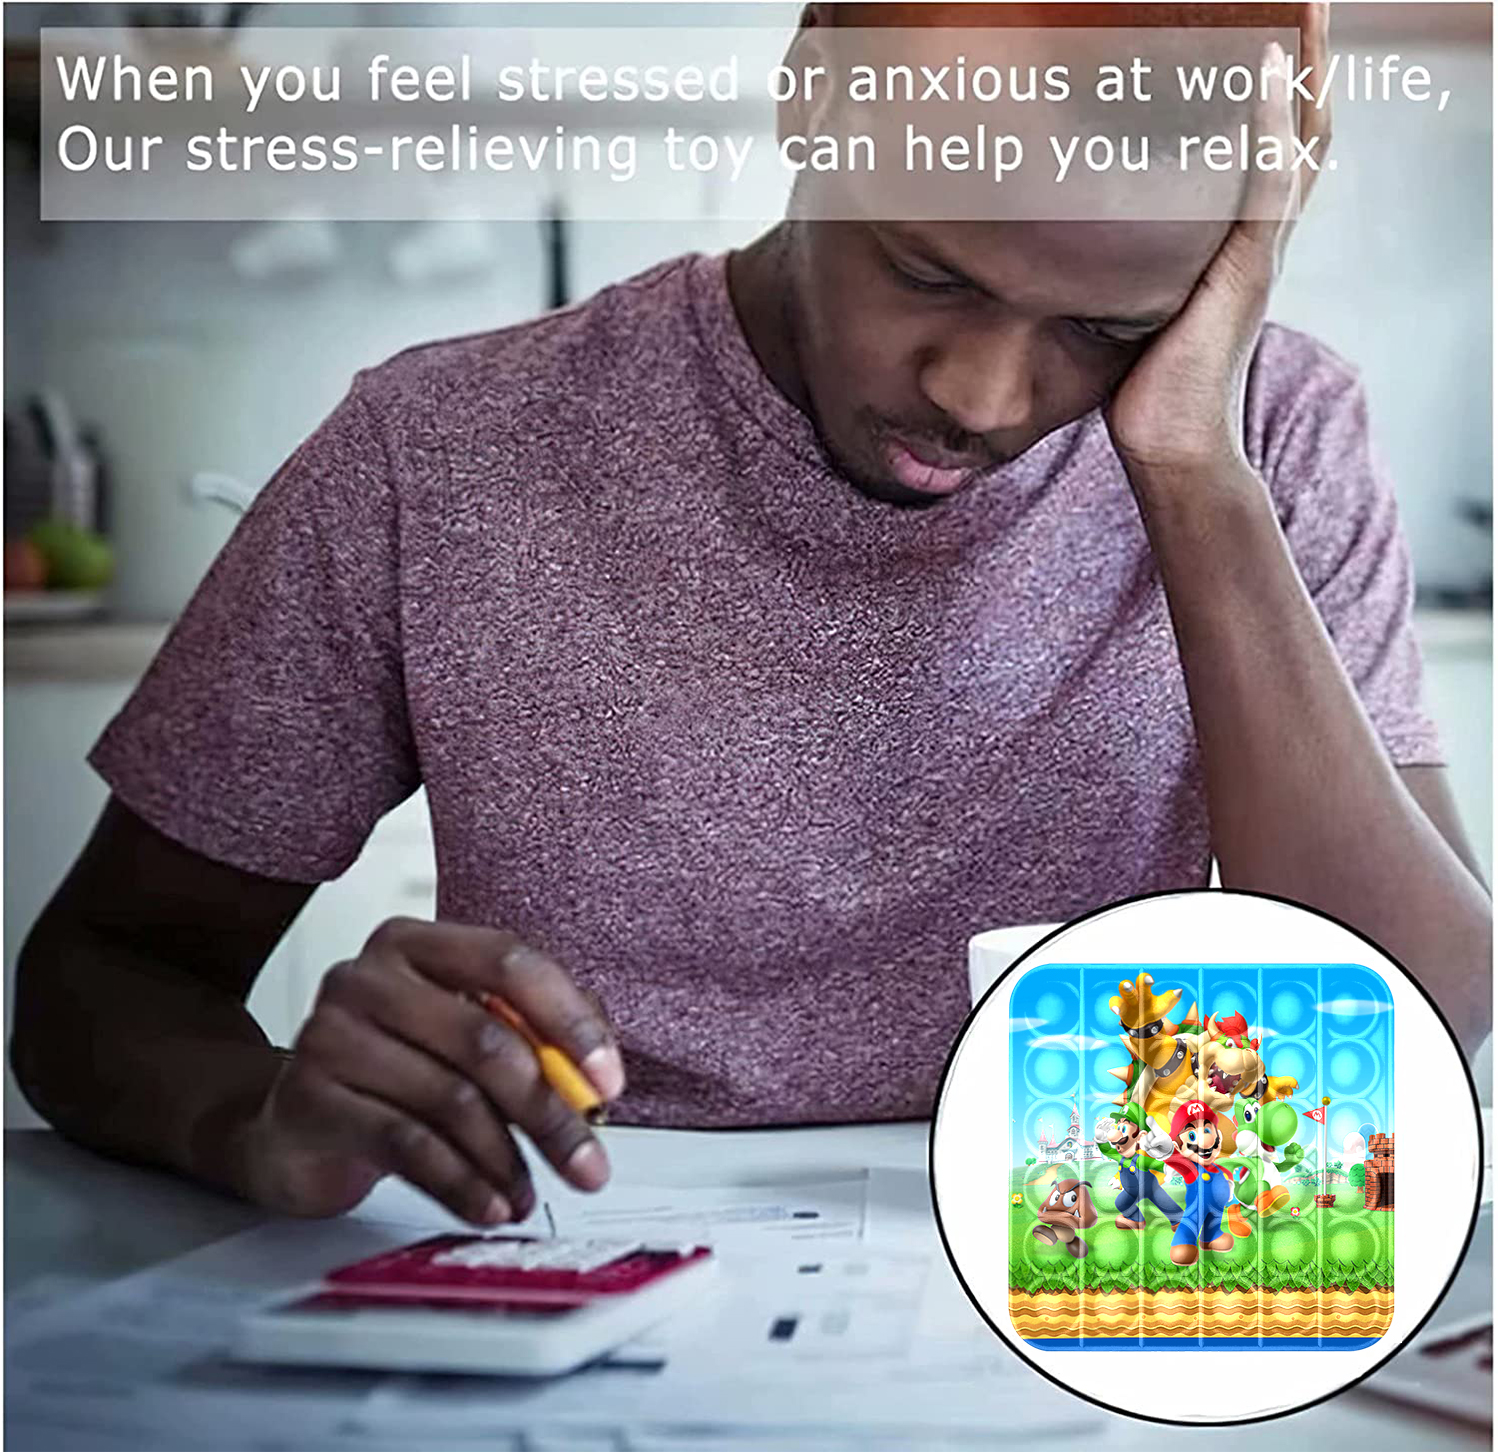 When you feel stressed or anxious at work/life,
Our stress-relieving toy can help you relax.